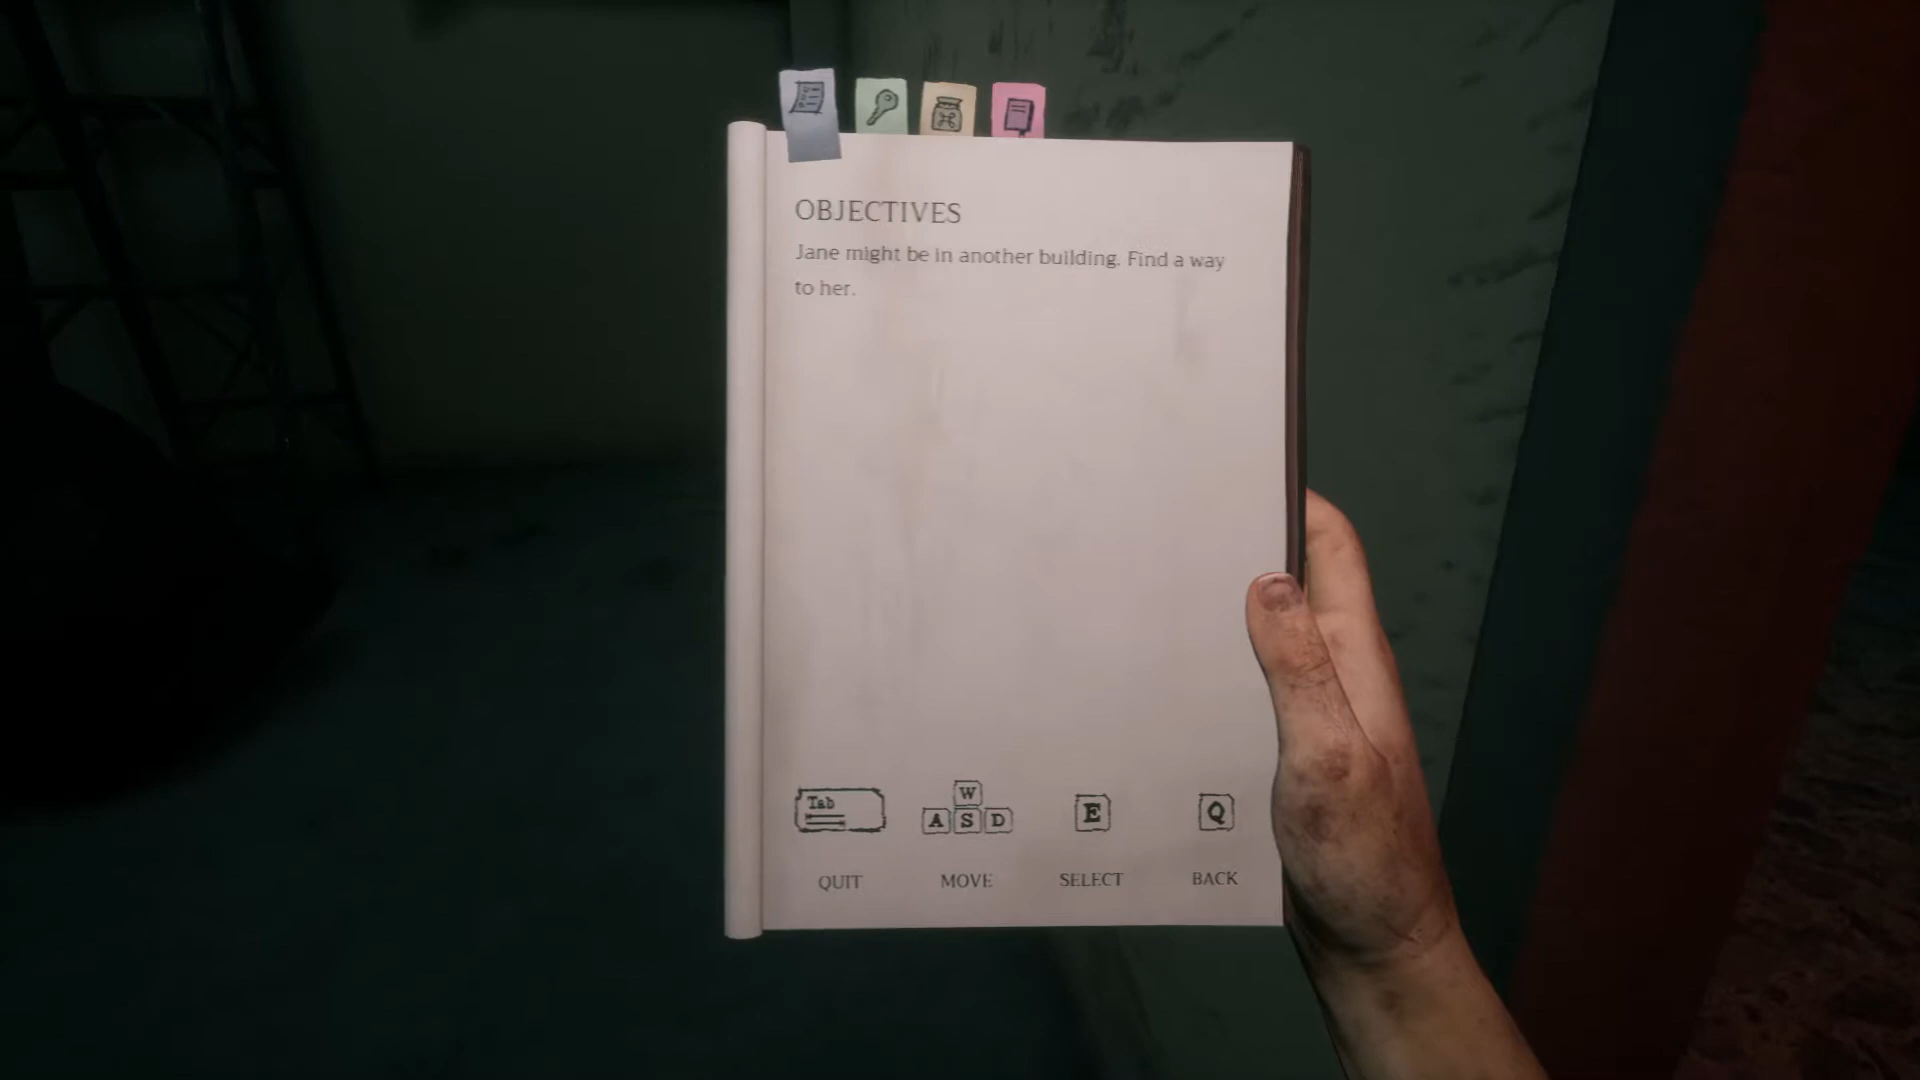 OBJECTIVES
Jane might be in another building. Find a way
to her.
Tab
W
A S D
E
Q
QUIT
MOVE
SELECT
BACK